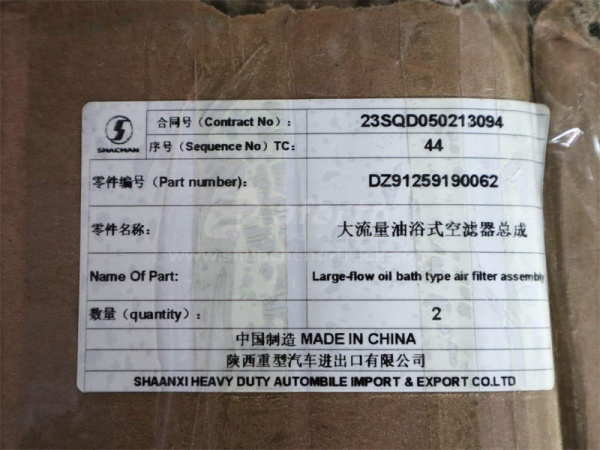 SHACMAN
合同号（Contract No）： 23SQD050213094
序号（Sequence No）TC: 44
零件编号（Part number）: DZ91259190062
零件名称: 大流量油浴式空滤器总成
Name Of Part: Large-flow oil bath type air filter assembly
数量（quantity）： 2
中国制造 MADE IN CHINA
陕西重型汽车进出口有限公司
SHAANXI HEAVY DUTY AUTOMBILE IMPORT & EXPORT CO.LTD